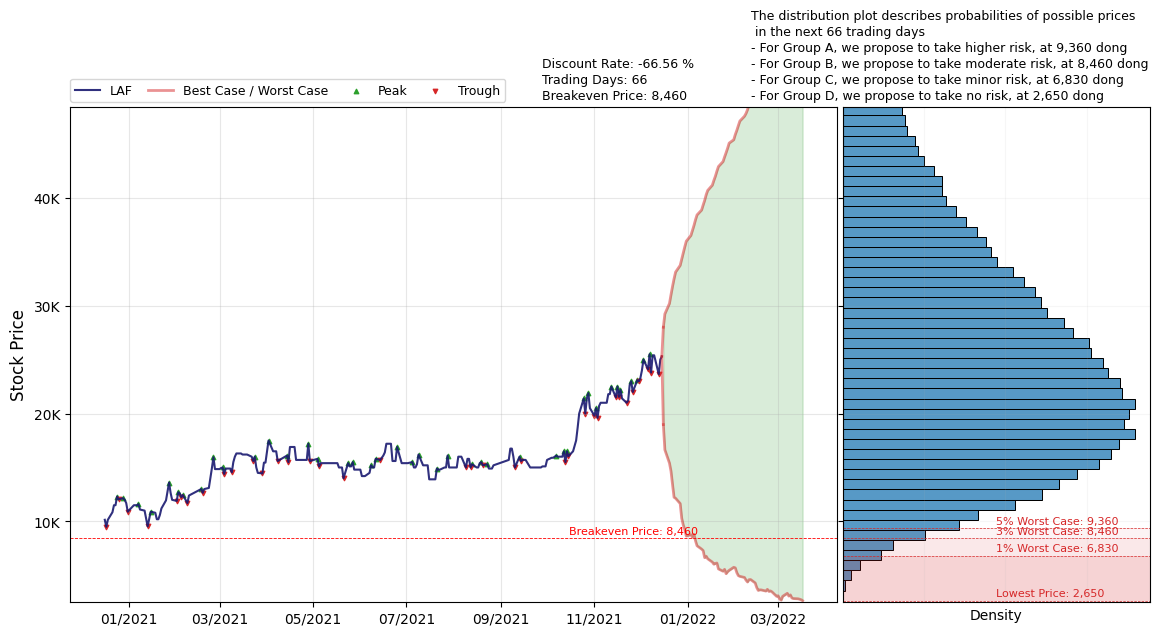 The distribution plot describes probabilities of possible prices
in the next 66 trading days
- For Group A, we propose to take higher risk, at 9,360 dong
- For Group B, we propose to take moderate risk, at 8,460 dong
- For Group C, we propose to take minor risk, at 6,830 dong
- For Group D, we propose to take no risk, at 2,650 dong
Discount Rate: -66.56 %
Trading Days: 66
Breakeven Price: 8,460
LAF Best Case / Worst Case Peak Trough
Stock Price
40K
30K
20K
10K
Breakeven Price: 8,460
5% Worst Case: 9,360
3% Worst Case: 8,460
1% Worst Case: 6,830
Lowest Price: 2,650
01/2021 03/2021 05/2021 07/2021 09/2021 11/2021 01/2022 03/2022
Density